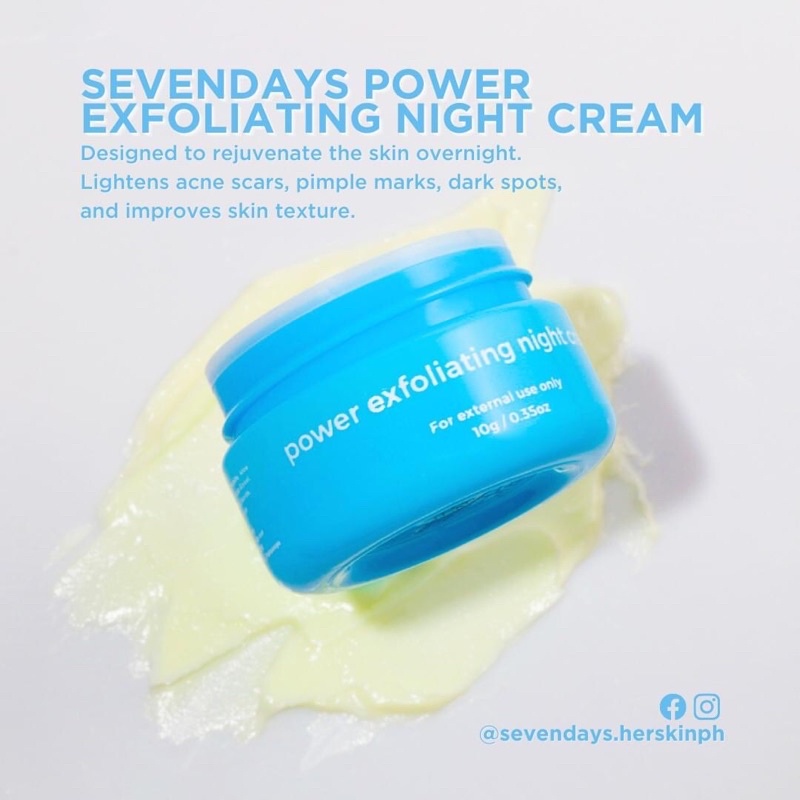 SEVENDAYS POWER
EXFOLIATING NIGHT CREAM
Designed to rejuvenate the skin overnight.
Lightens acne scars, pimple marks, dark spots,
and improves skin texture.
power exfoliating night
For external use only
10g / 0.35oz
@sevendays.herskinph